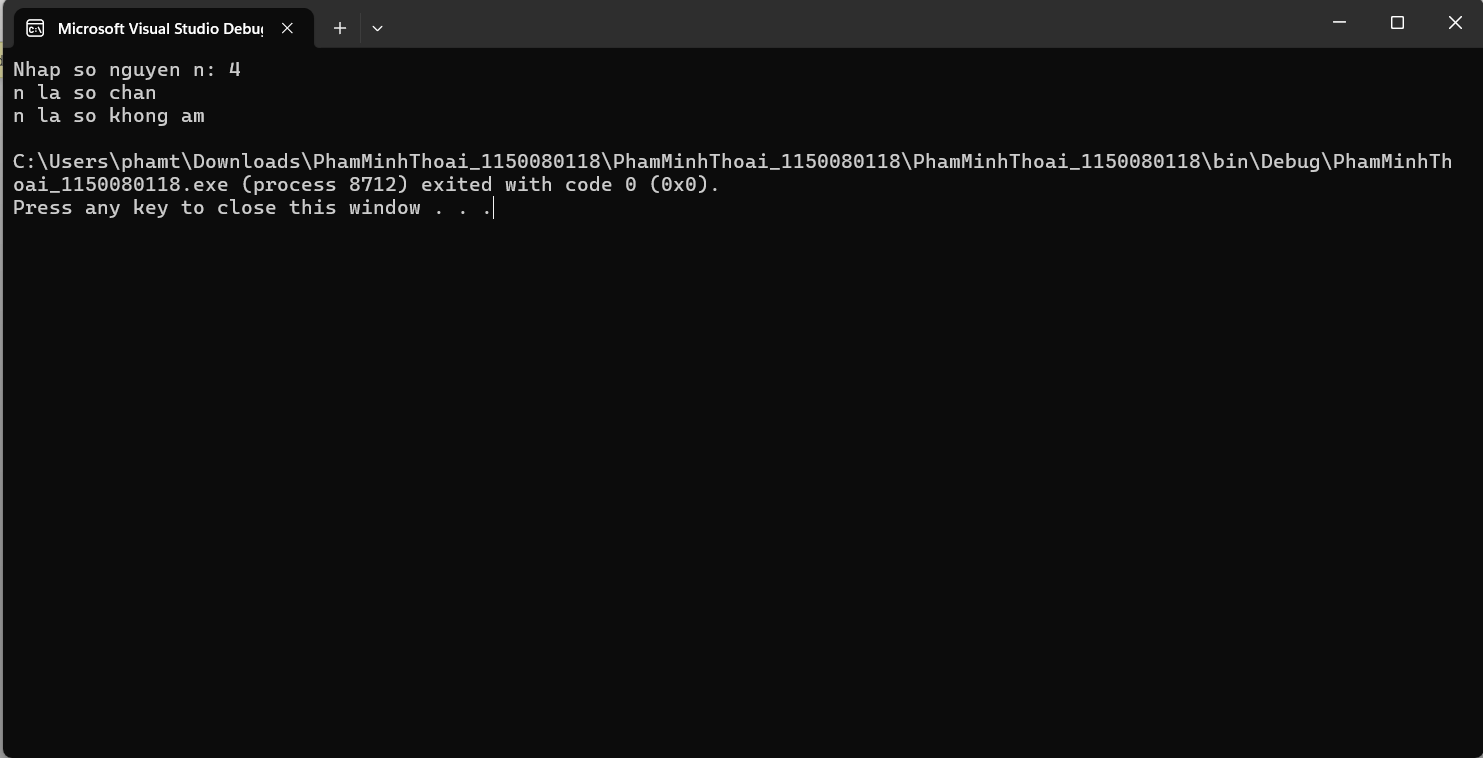 Microsoft Visual Studio Debu
Nhap so nguyen n: 4
n la so chan
n la so khong am
C:\Users\phamt\Downloads\PhamMinhThoai_1150080118\PhamMinhThoai_1150080118\PhamMinhThoai_1150080118\bin\Debug\PhamMinhTh
oai_1150080118.exe (process 8712) exited with code 0 (0x0).
Press any key to close this window . . .